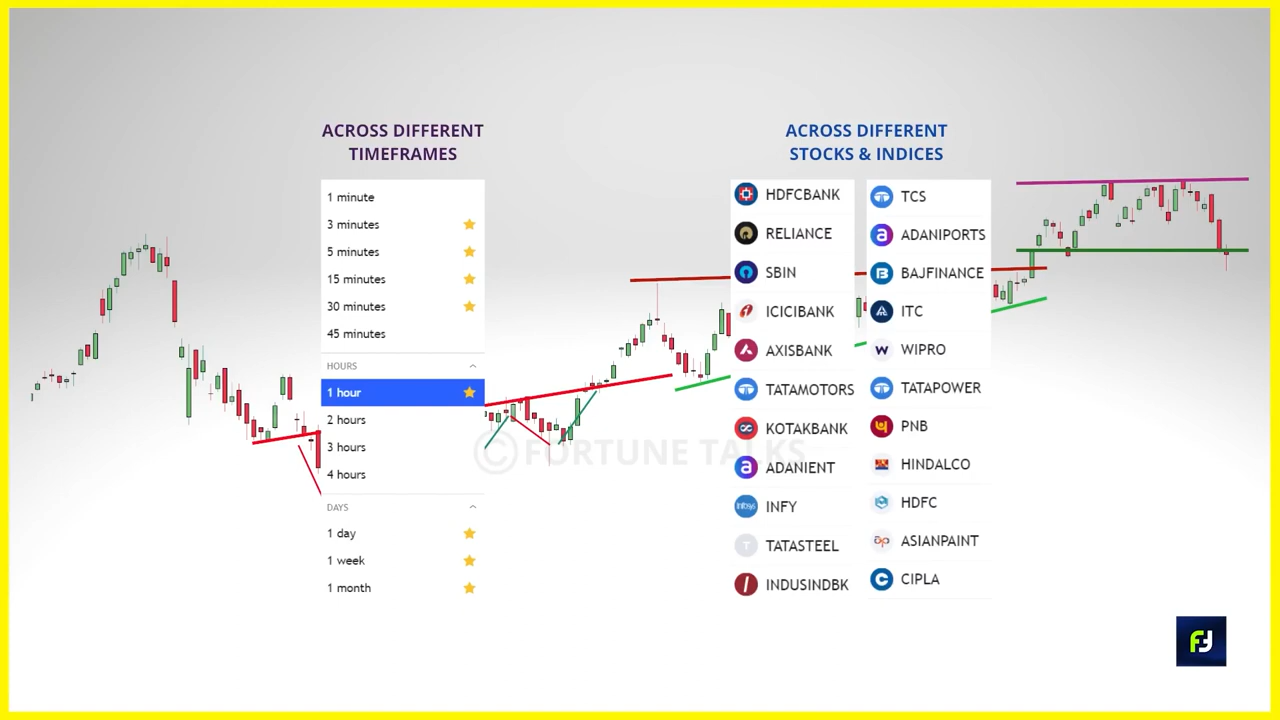 ACROSS DIFFERENT
TIMEFRAMES
1 minute
3 minutes
5 minutes
15 minutes
30 minutes
45 minutes
HOURS
1 hour
2 hours
3 hours
4 hours
DAYS
1 day
1 week
1 month
ACROSS DIFFERENT
STOCKS & INDICES
HDFCBANK
RELIANCE
SBIN
ICICIBANK
AXISBANK
TATAMOTORS
KOTAKBANK
ADANIENT
Infosys INFY
T TATASTEEL
INDUSINDBK
TCS
a ADANIPORTS
BAJFINANCE
ITC
WIPRO
TATAPOWER
PNB
HINDALCO
HDFC
ap ASIANPAINT
CIPLA
© FORTUNE TALKS